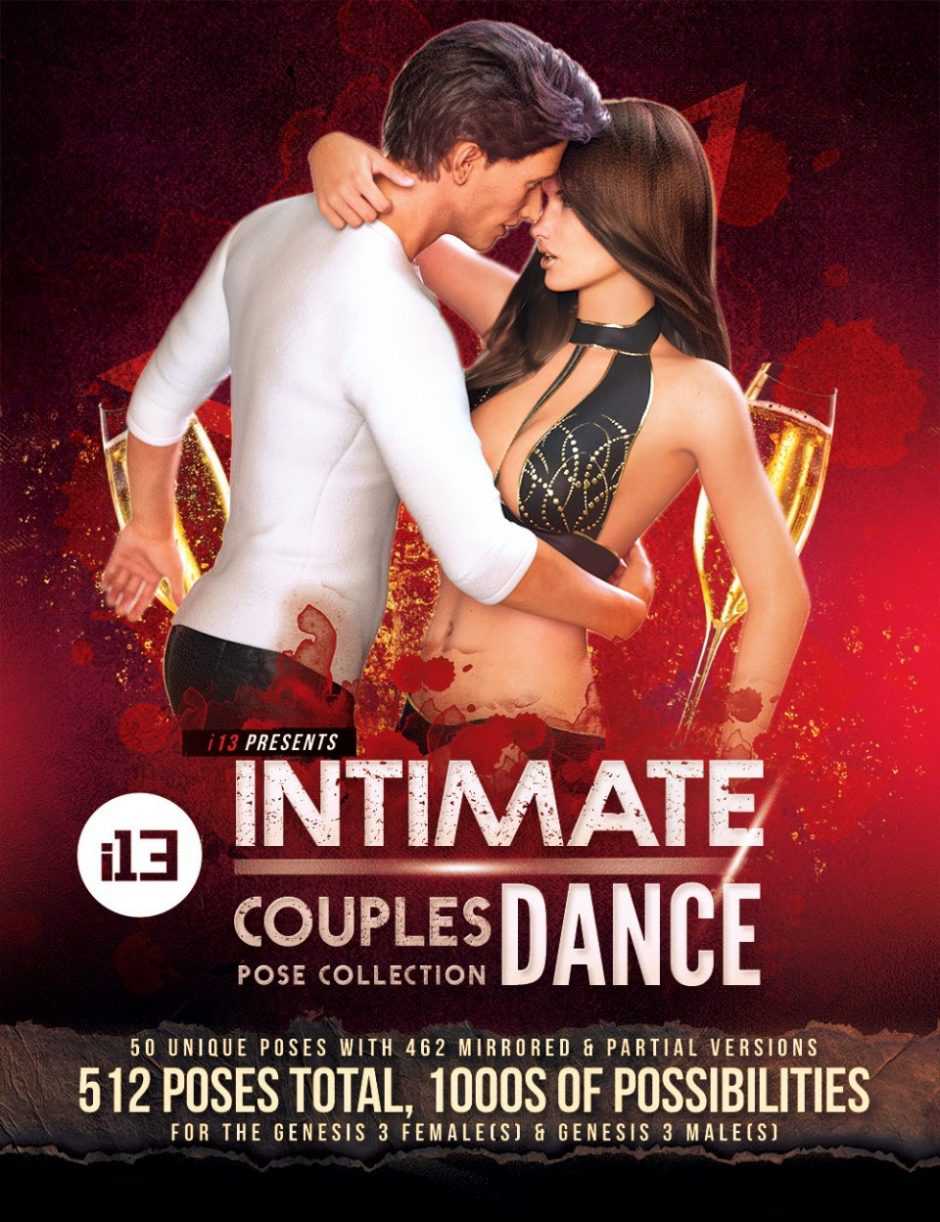 i13 PRESENTS
INTIMATE
i13
COUPLES DANCE
POSE COLLECTION
50 UNIQUE POSES WITH 462 MIRRORED & PARTIAL VERSIONS
512 POSES TOTAL, 1000S OF POSSIBILITIES
FOR THE GENESIS 3 FEMALE(S) & GENESIS 3 MALE(S)